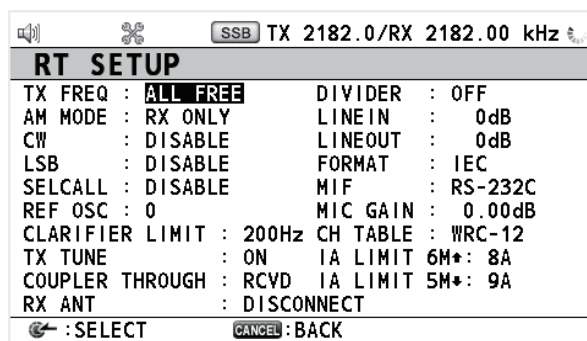 SSB TX 2182.0/RX 2182.00 kHz
RT SETUP
TX FREQ : ALL FREE DIVIDER : OFF
AM MODE : RX ONLY LINEIN : 0dB
CW : DISABLE LINEOUT : 0dB
LSB : DISABLE FORMAT : IEC
SELCALL : DISABLE MIF : RS-232C
REF OSC : 0 MIC GAIN : 0.00dB
CLARIFIER LIMIT : 200Hz CH TABLE : WRC-12
TX TUNE : ON IA LIMIT 6M↑: 8A
COUPLER THROUGH : RCVD IA LIMIT 5M↓: 9A
RX ANT : DISCONNECT
:SELECT CANCEL:BACK